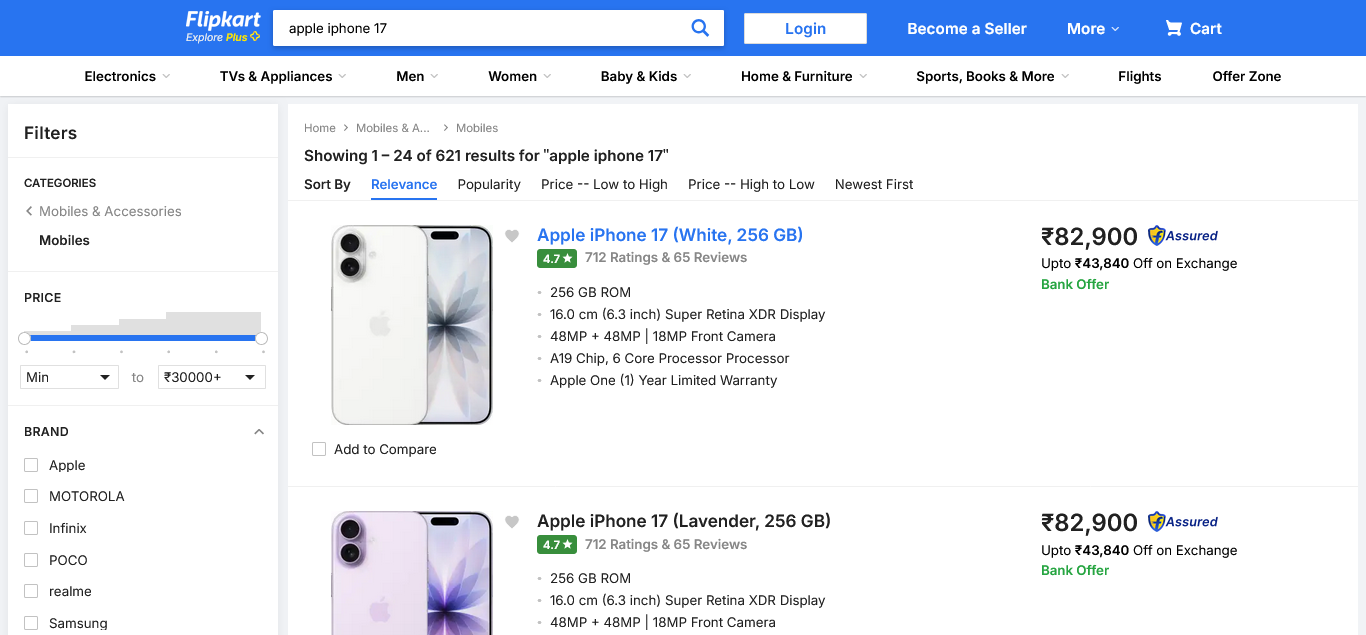 Flipkart
Explore Plus
apple iphone 17
Login
Become a Seller
More
Cart
Electronics
TVs & Appliances
Men
Women
Baby & Kids
Home & Furniture
Sports, Books & More
Flights
Offer Zone
Filters
CATEGORIES
Mobiles & Accessories
Mobiles
PRICE
Min
to
₹30000+
BRAND
Apple
MOTOROLA
Infinix
POCO
realme
Samsung
Home
Mobiles & A...
Mobiles
Showing 1 – 24 of 621 results for "apple iphone 17"
Sort By
Relevance
Popularity
Price -- Low to High
Price -- High to Low
Newest First
Apple iPhone 17 (White, 256 GB)
4.7 ★ 712 Ratings & 65 Reviews
256 GB ROM
16.0 cm (6.3 inch) Super Retina XDR Display
48MP + 48MP | 18MP Front Camera
A19 Chip, 6 Core Processor Processor
Apple One (1) Year Limited Warranty
₹82,900
Assured
Upto ₹43,840 Off on Exchange
Bank Offer
Add to Compare
Apple iPhone 17 (Lavender, 256 GB)
4.7 ★ 712 Ratings & 65 Reviews
256 GB ROM
16.0 cm (6.3 inch) Super Retina XDR Display
48MP + 48MP | 18MP Front Camera
₹82,900
Assured
Upto ₹43,840 Off on Exchange
Bank Offer